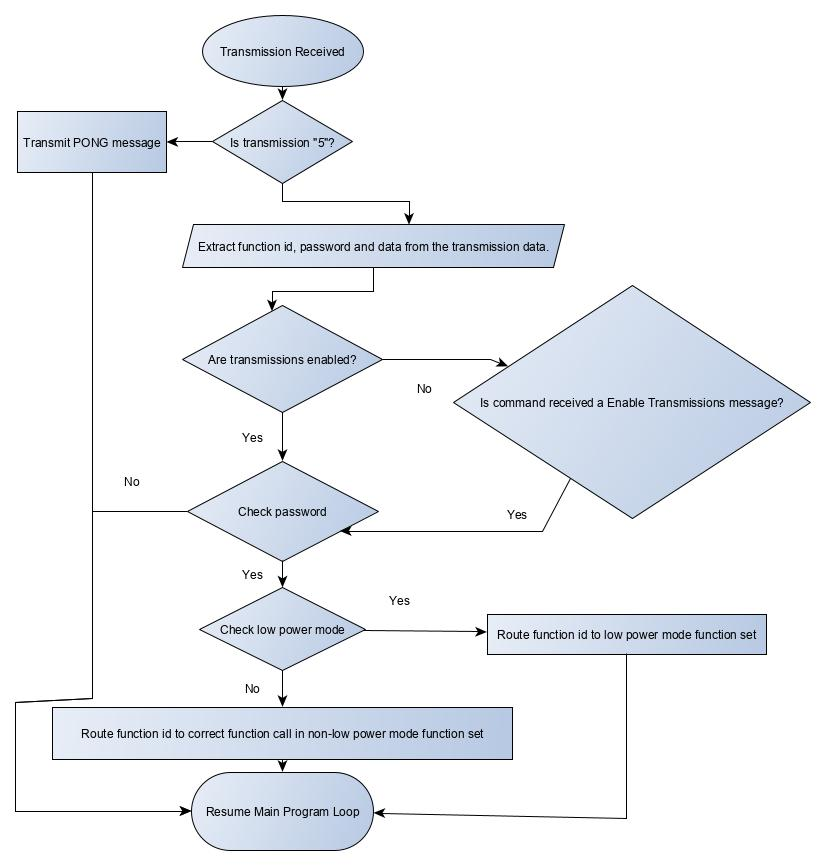 Transmission Received
Is transmission "5"?
Transmit PONG message
Extract function id, password and data from the transmission data.
Are transmissions enabled?
No
Is command received a Enable Transmissions message?
Yes
No
Check password
Yes
Yes
Check low power mode
Yes
Route function id to low power mode function set
No
Route function id to correct function call in non-low power mode function set
Resume Main Program Loop